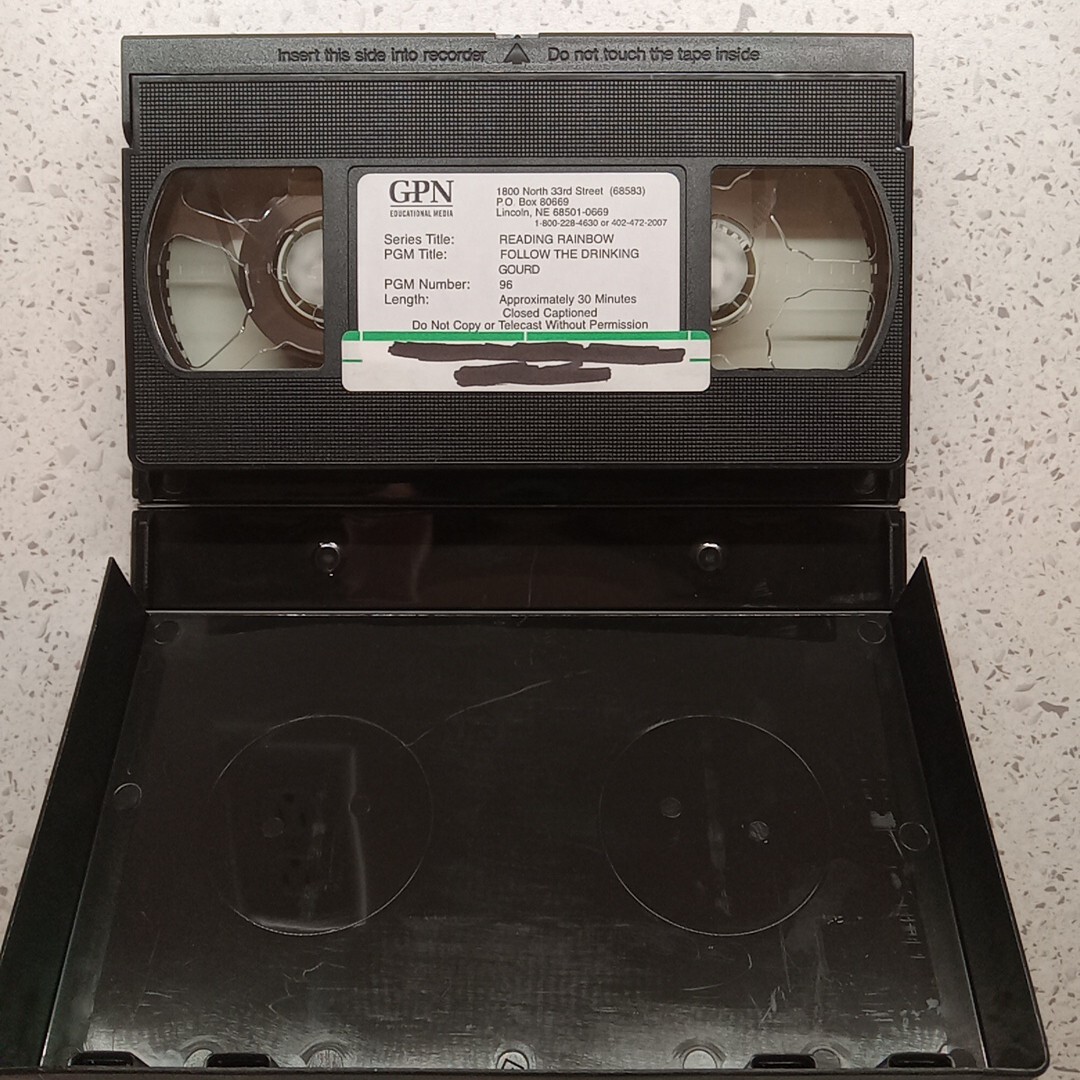 Insert this side into recorder Do not touch the tape inside
GPN
EDUCATIONAL MEDIA
1800 North 33rd Street (68583)
P.O. Box 80669
Lincoln, NE 68501-0669
1-800-228-4630 or 402-472-2007
Series Title: READING RAINBOW
PGM Title: FOLLOW THE DRINKING
GOURD
PGM Number: 96
Length: Approximately 30 Minutes
Closed Captioned
Do Not Copy or Telecast Without Permission